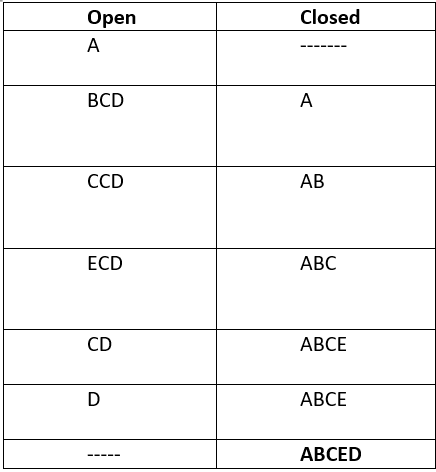 Open Closed
A -------
BCD A
CCD AB
ECD ABC
CD ABCE
D ABCE
----- ABCED